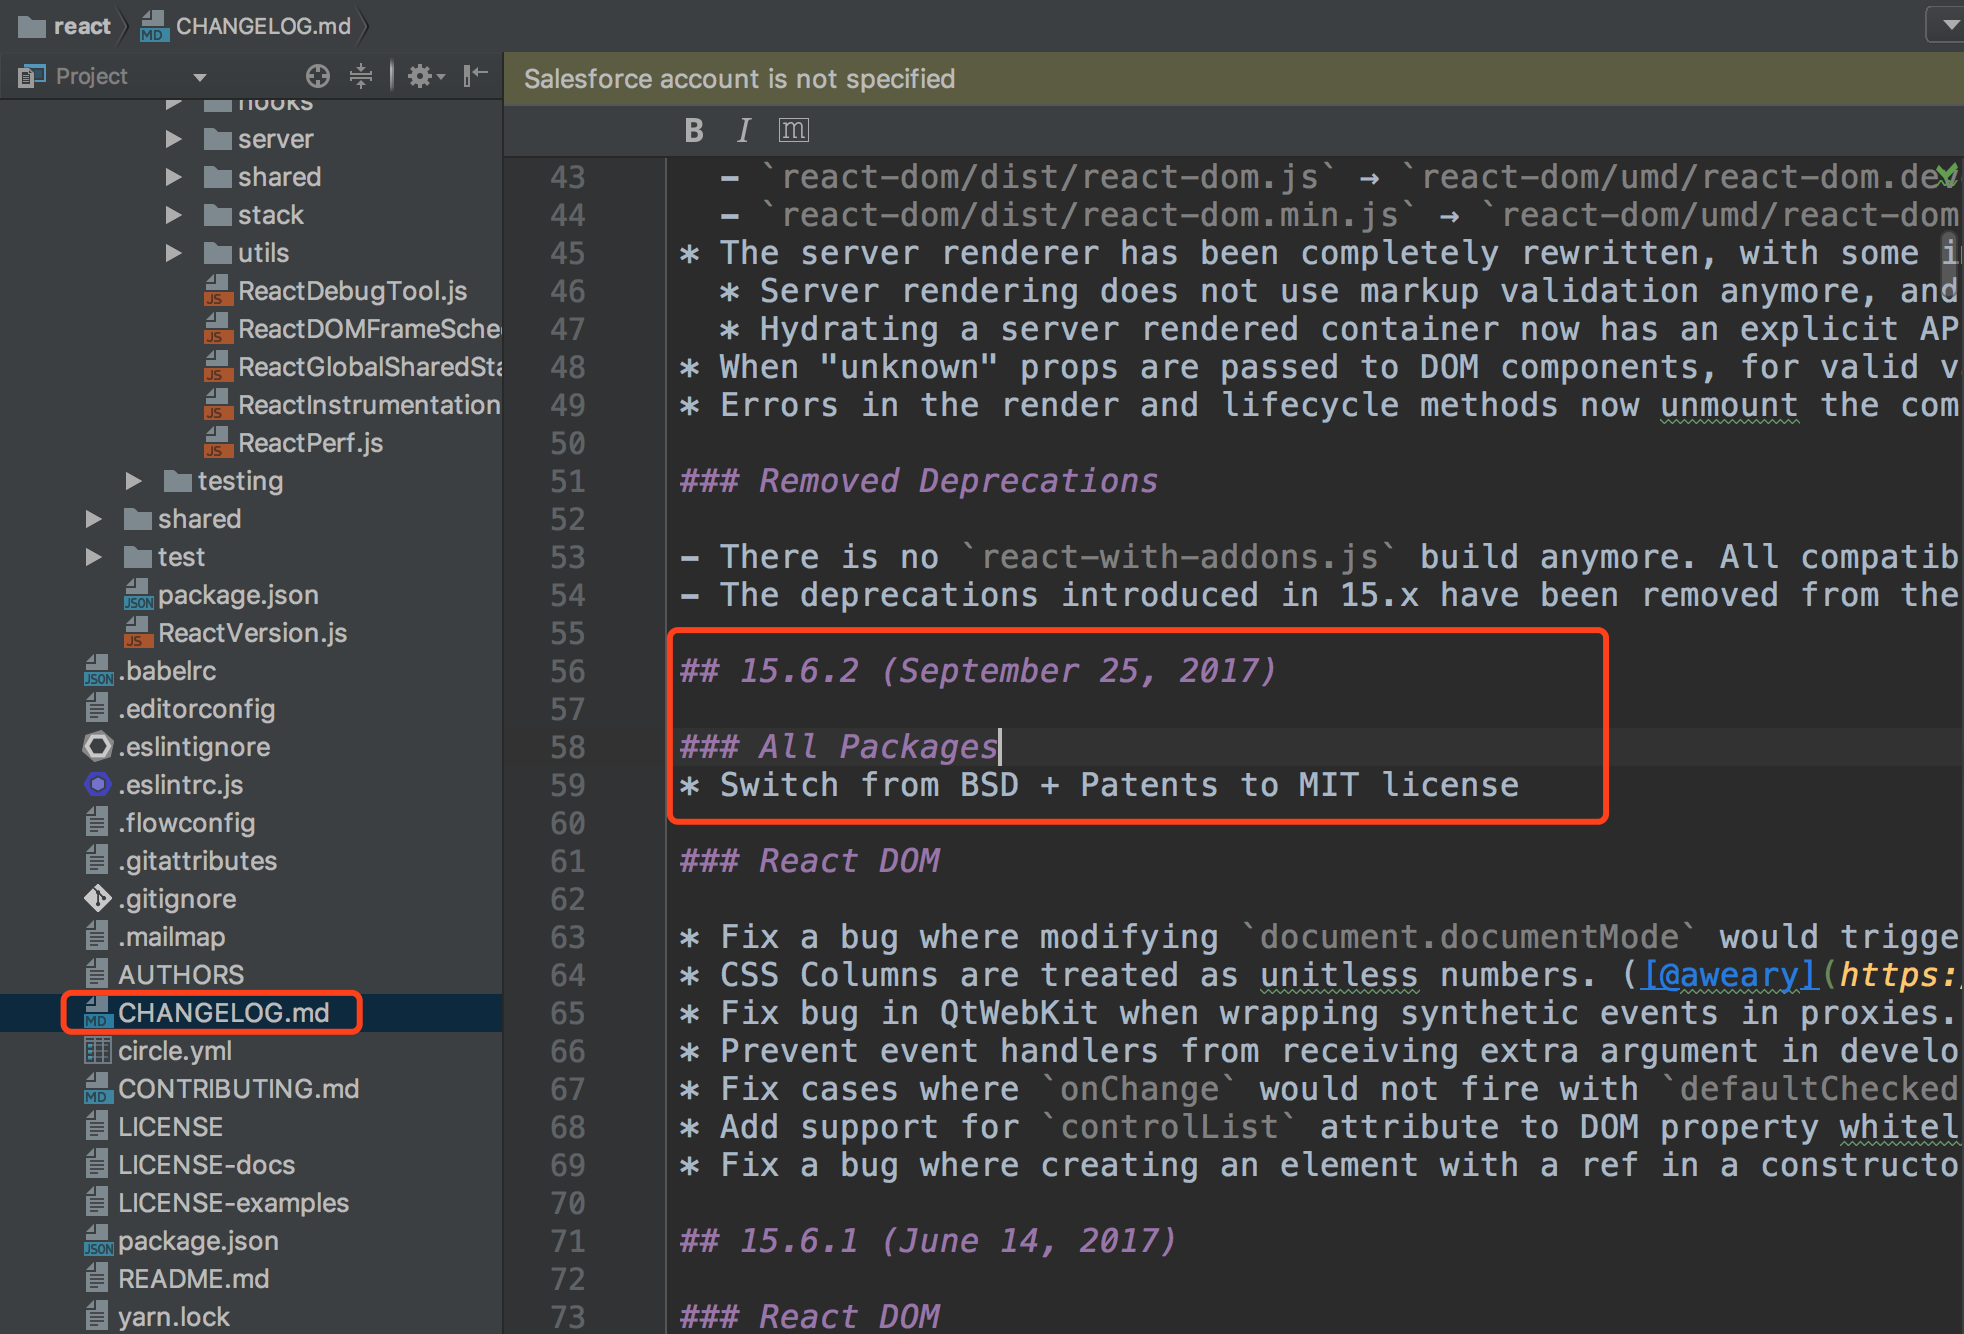 react
CHANGELOG.md
Project
Salesforce account is not specified
B I m
hooks
server
shared
stack
utils
ReactDebugTool.js
ReactDOMFrameSche
ReactGlobalSharedSta
ReactInstrumentation
ReactPerf.js
testing
shared
test
package.json
ReactVersion.js
.babelrc
.editorconfig
.eslintignore
.eslintrc.js
.flowconfig
.gitattributes
.gitignore
.mailmap
AUTHORS
CHANGELOG.md
circle.yml
CONTRIBUTING.md
LICENSE
LICENSE-docs
LICENSE-examples
package.json
README.md
yarn.lock
43 - `react-dom/dist/react-dom.js` → `react-dom/umd/react-dom.dev
44 - `react-dom/dist/react-dom.min.js` → `react-dom/umd/react-dom
45 * The server renderer has been completely rewritten, with some i
46 * Server rendering does not use markup validation anymore, and
47 * Hydrating a server rendered container now has an explicit AP
48 * When "unknown" props are passed to DOM components, for valid v
49 * Errors in the render and lifecycle methods now unmount the com
50
51 ### Removed Deprecations
52
53 - There is no `react-with-addons.js` build anymore. All compatib
54 - The deprecations introduced in 15.x have been removed from the
55
56 ## 15.6.2 (September 25, 2017)
57
58 ### All Packages
59 * Switch from BSD + Patents to MIT license
60
61 ### React DOM
62
63 * Fix a bug where modifying `document.documentMode` would trigge
64 * CSS Columns are treated as unitless numbers. ([@aweary](https:
65 * Fix bug in QtWebKit when wrapping synthetic events in proxies.
66 * Prevent event handlers from receiving extra argument in develo
67 * Fix cases where `onChange` would not fire with `defaultChecked
68 * Add support for `controlList` attribute to DOM property whitel
69 * Fix a bug where creating an element with a ref in a constructo
70
71 ## 15.6.1 (June 14, 2017)
72
73 ### React DOM